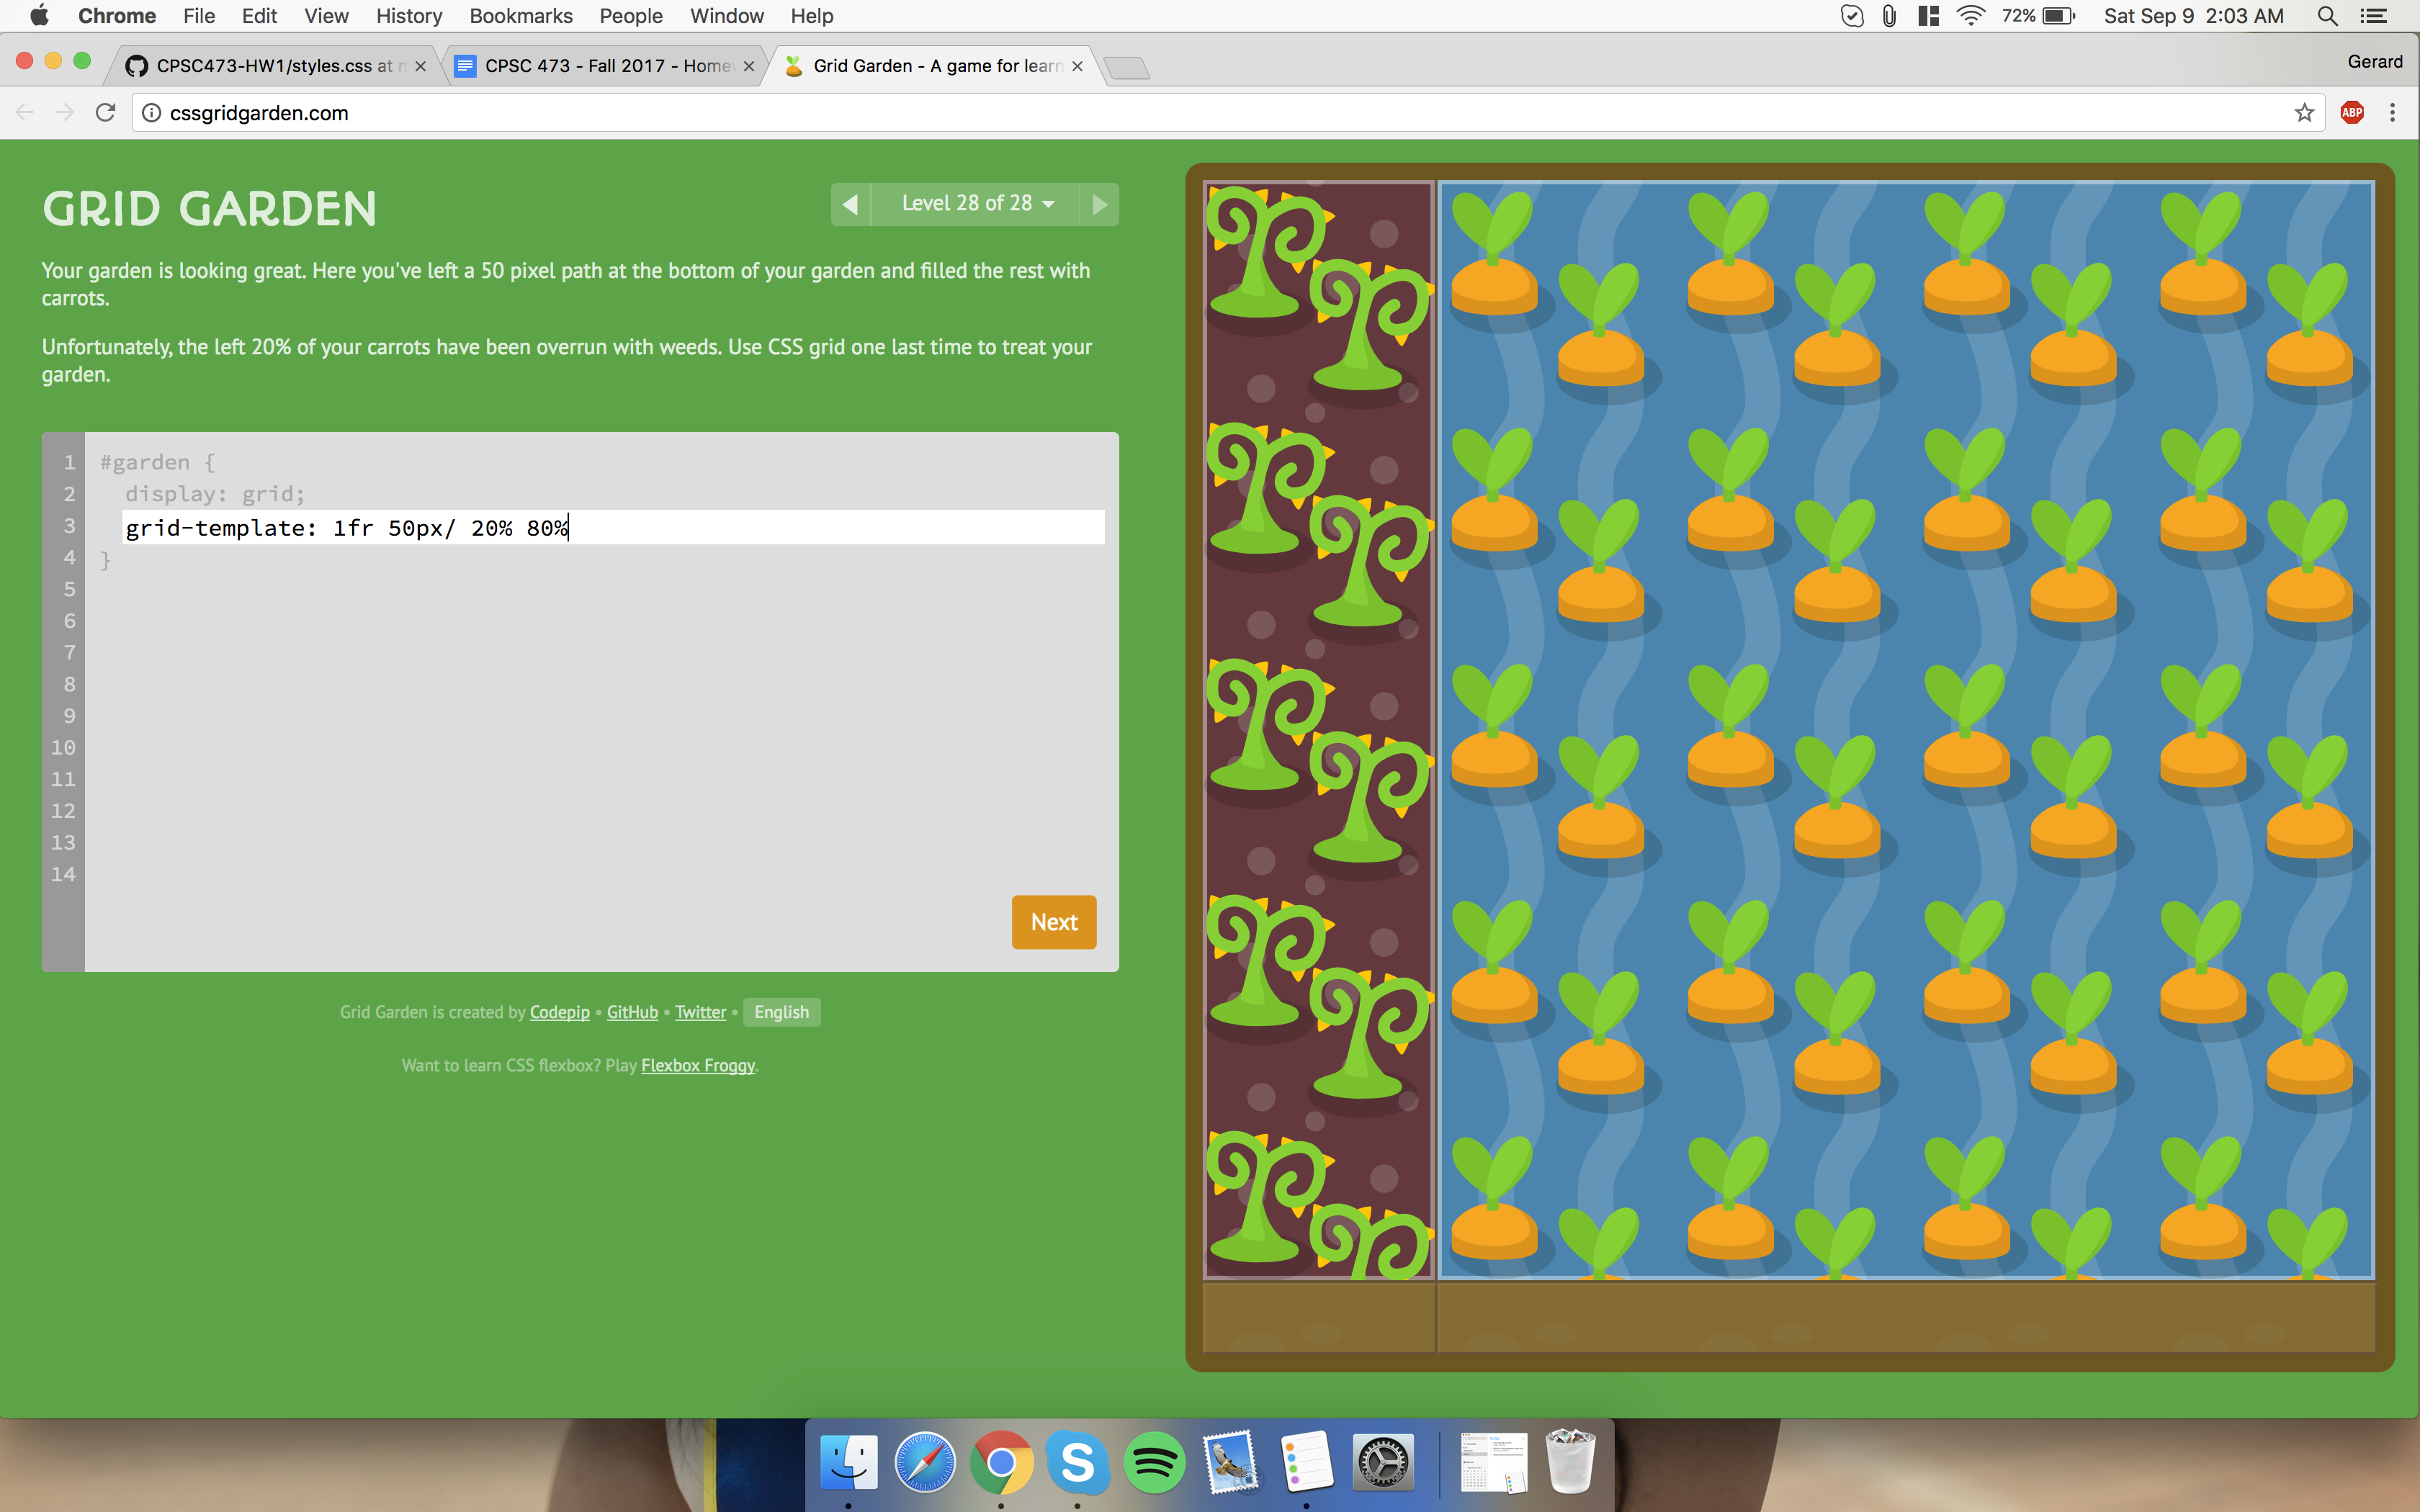 Chrome File Edit View History Bookmarks People Window Help 72% Sat Sep 9 2:03 AM
CPSC473-HW1/styles.css at CPSC 473 - Fall 2017 - Home Grid Garden - A game for learn Gerard
cssgridgarden.com ABP
GRID GARDEN
Level 28 of 28
Your garden is looking great. Here you've left a 50 pixel path at the bottom of your garden and filled the rest with
carrots.
Unfortunately, the left 20% of your carrots have been overrun with weeds. Use CSS grid one last time to treat your
garden.
1 #garden {
2 display: grid;
3 grid-template: 1fr 50px/ 20% 80%
4 }
5
6
7
8
9
10
11
12
13
14
Next
Grid Garden is created by Codepip • GitHub • Twitter • English
Want to learn CSS flexbox? Play Flexbox Froggy.